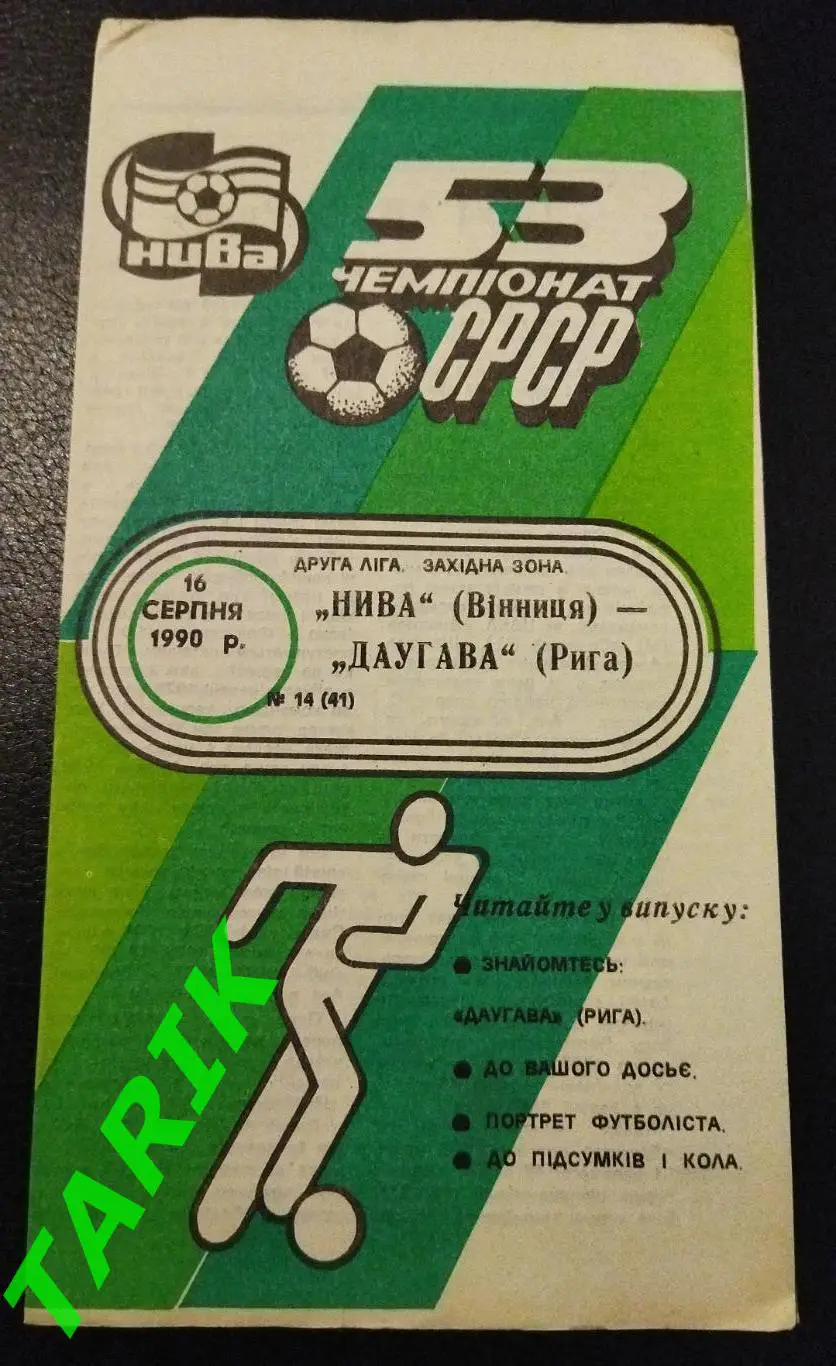 нива
53
ЧЕМПІОНАТ
СРСР
ДРУГА ЛІГА. ЗАХІДНА ЗОНА.
16
СЕРПНЯ
1990 р.
„НИВА“ (Вінниця) —
„ДАУГАВА“ (Рига)
№ 14 (41)
Читайте у випуску:
● ЗНАЙОМТЕСЬ:
«ДАУГАВА» (РИГА).
● ДО ВАШОГО ДОСЬЄ.
● ПОРТРЕТ ФУТБОЛІСТА.
● ДО ПІДСУМКІВ І КОЛА.
TARIK